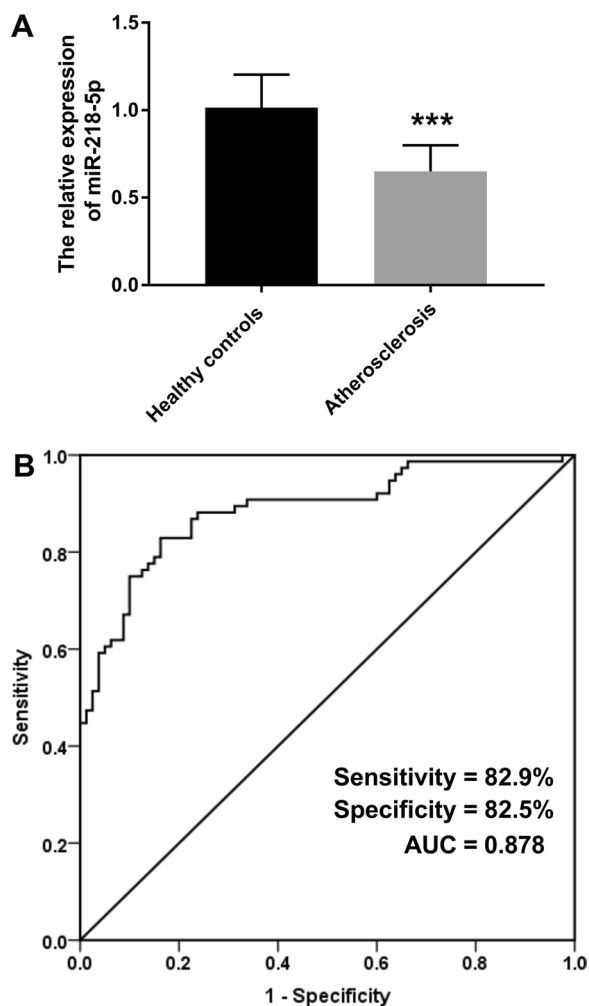 A
The relative expression
of miR-218-5p
1.5
1.0
0.5
0.0
***
Healthy controls
Atherosclerosis
B
Sensitivity
1.0
0.8
0.6
0.4
0.2
0.0
Sensitivity = 82.9%
Specificity = 82.5%
AUC = 0.878
0.0 0.2 0.4 0.6 0.8 1.0
1 - Specificity